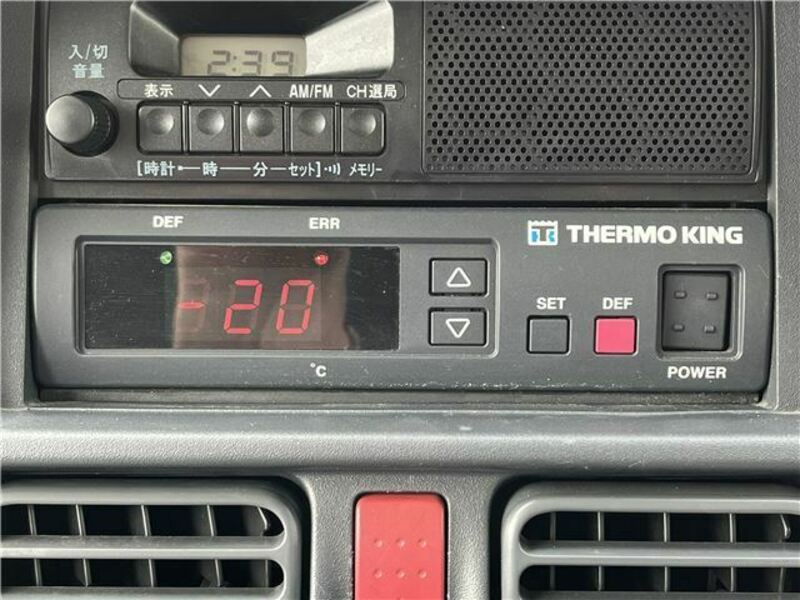 2:39
入/切
音量
表示 AM/FM CH選局
[時計 時 分 セット] メモリー
DEF ERR
THERMO KING
-20
SET DEF
°C
POWER